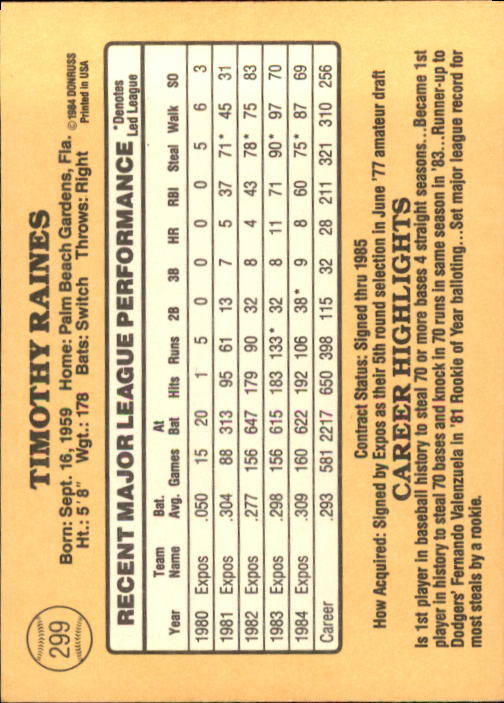 299
TIMOTHY RAINES
Born: Sept. 16, 1959 Home: Palm Beach Gardens, Fla.
Ht.: 5'8" Wgt.: 178 Bats: Switch Throws: Right
© 1984 DONRUSS
Printed in USA
RECENT MAJOR LEAGUE PERFORMANCE
*Denotes
Led League
Year Team Name Bat. Avg. Games At Bat Hits Runs 2B 3B HR RBI Steal Walk SO
1980 Expos .050 15 20 1 5 0 0 0 0 5 6 3
1981 Expos .304 88 313 95 61 13 7 5 37 71* 45 31
1982 Expos .277 156 647 179 90 32 8 4 43 78* 75 83
1983 Expos .298 156 615 183 133* 32 8 11 71 90* 97 70
1984 Expos .309 160 622 192 106 38* 9 8 60 75* 87 69
Career .293 581 2217 650 398 115 32 28 211 321 310 256
Contract Status: Signed thru 1985
How Acquired: Signed by Expos as their 5th round selection in June '77 amateur draft
CAREER HIGHLIGHTS
Is 1st player in baseball history to steal 70 or more bases 4 straight seasons...Became 1st
player in history to steal 70 bases and knock in 70 runs in same season in '83...Runner-up to
Dodgers' Fernando Valenzuela in '81 Rookie of Year balloting...Set major league record for
most steals by a rookie.